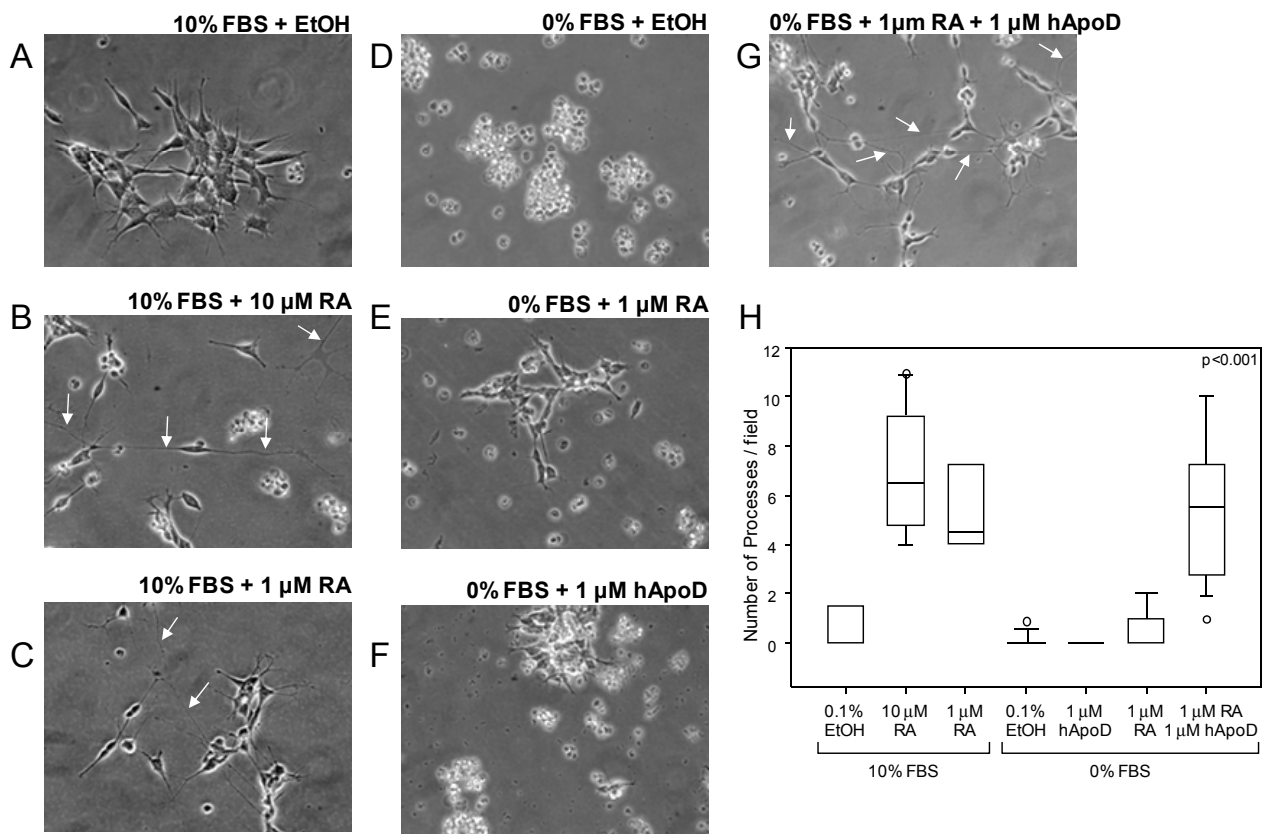 10% FBS + EtOH
A
0% FBS + EtOH
D
0% FBS + 1µm RA + 1 µM hApoD
G
10% FBS + 10 µM RA
B
0% FBS + 1 µM RA
E
10% FBS + 1 µM RA
C
0% FBS + 1 µM hApoD
F
H
p<0.001
Number of Processes / field
12
10
8
6
4
2
0
0.1% EtOH
10 µM RA
1 µM RA
0.1% EtOH
1 µM hApoD
1 µM RA
1 µM RA 1 µM hApoD
10% FBS
0% FBS